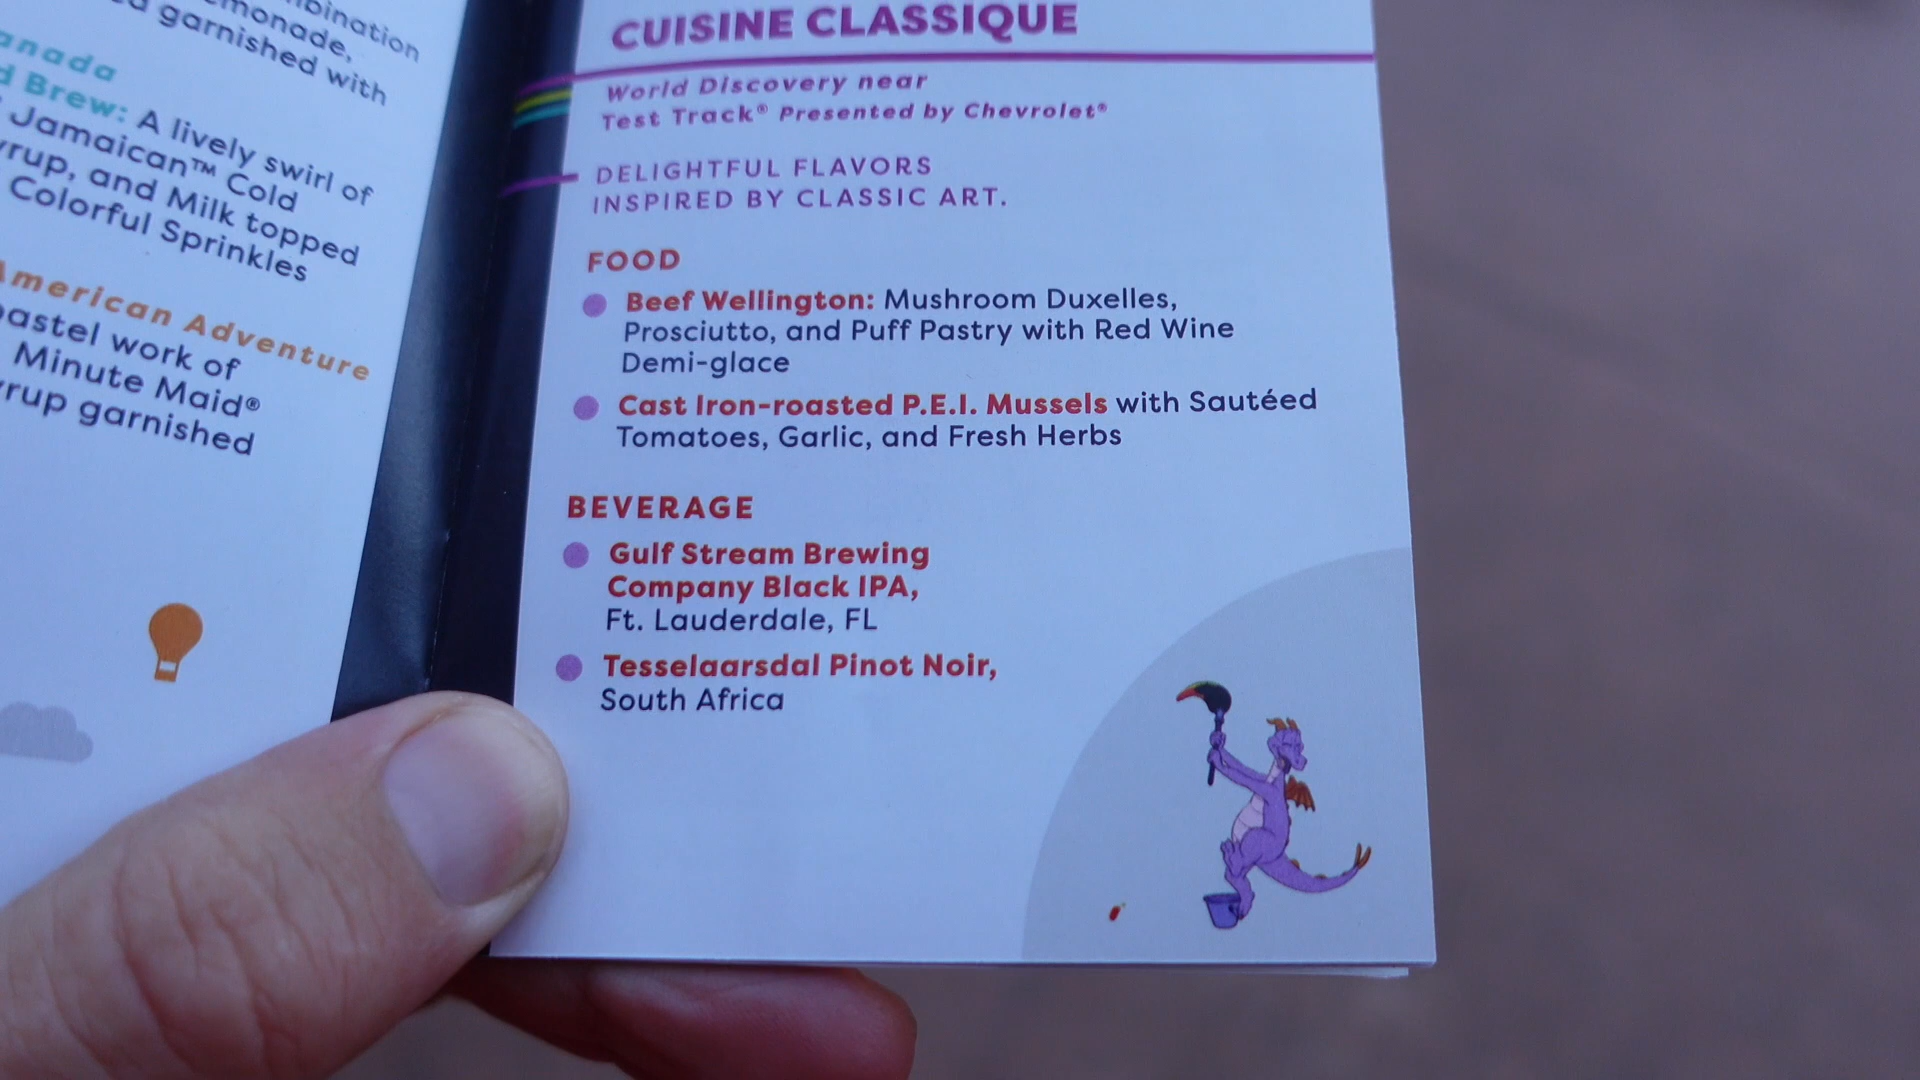 bination
monade,
garnished with
anada
Brew: A lively swirl of
Jamaican™ Cold
rup, and Milk topped
Colorful Sprinkles
American Adventure
pastel work of
Minute Maid®
rup garnished
CUISINE CLASSIQUE
World Discovery near
Test Track® Presented by Chevrolet®
DELIGHTFUL FLAVORS
INSPIRED BY CLASSIC ART.
FOOD
Beef Wellington: Mushroom Duxelles,
Prosciutto, and Puff Pastry with Red Wine
Demi-glace
Cast Iron-roasted P.E.I. Mussels with Sautéed
Tomatoes, Garlic, and Fresh Herbs
BEVERAGE
Gulf Stream Brewing
Company Black IPA,
Ft. Lauderdale, FL
Tesselaarsdal Pinot Noir,
South Africa